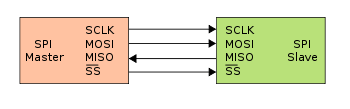 SCLK
SPI MOSI
Master MISO
SS
SCLK
MOSI SPI
MISO Slave
SS